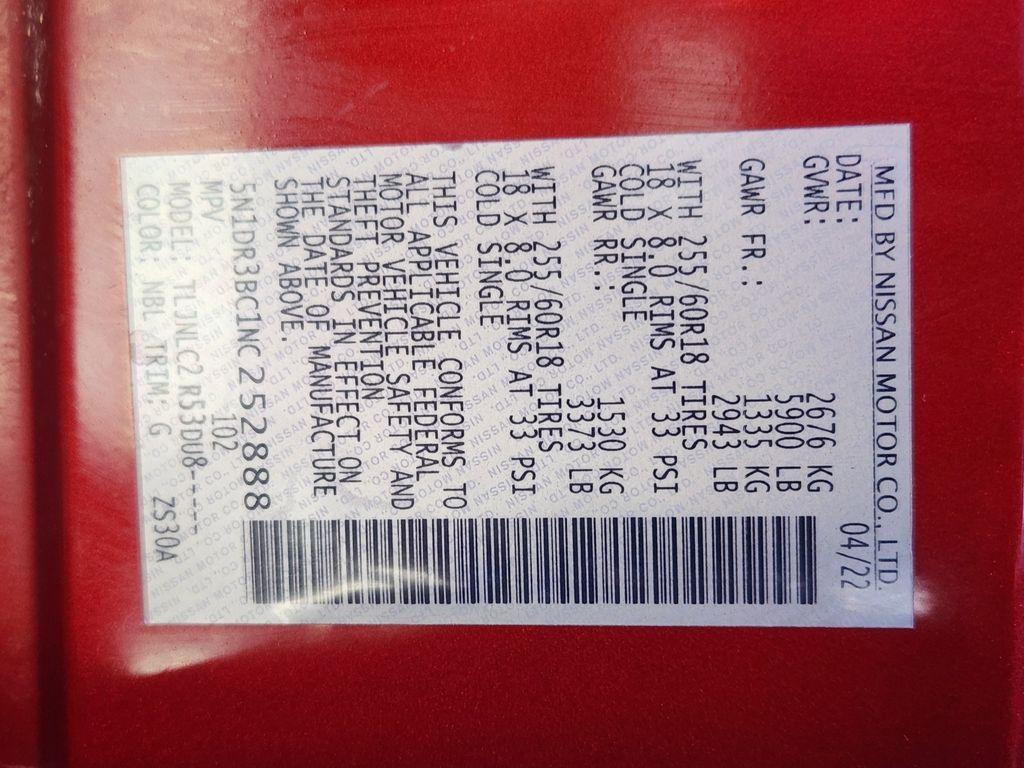 MFD BY NISSAN MOTOR CO., LTD.
DATE: 04/22
GVWR: 2676 KG
5900 LB
GAWR FR.: 1335 KG
2943 LB
WITH 255/60R18 TIRES
18 X 8.0 RIMS AT 33 PSI
COLD SINGLE
GAWR RR.: 1530 KG
3373 LB
WITH 255/60R18 TIRES
18 X 8.0 RIMS AT 33 PSI
COLD SINGLE
THIS VEHICLE CONFORMS TO
ALL APPLICABLE FEDERAL
MOTOR VEHICLE SAFETY AND
THEFT PREVENTION
STANDARDS IN EFFECT ON
THE DATE OF MANUFACTURE
SHOWN ABOVE.
5N1DR3BC1NC252888
MPV 102
MODEL: TLJNLC2R53DU8-----
COLOR: NBL TRIM: G ZS30A